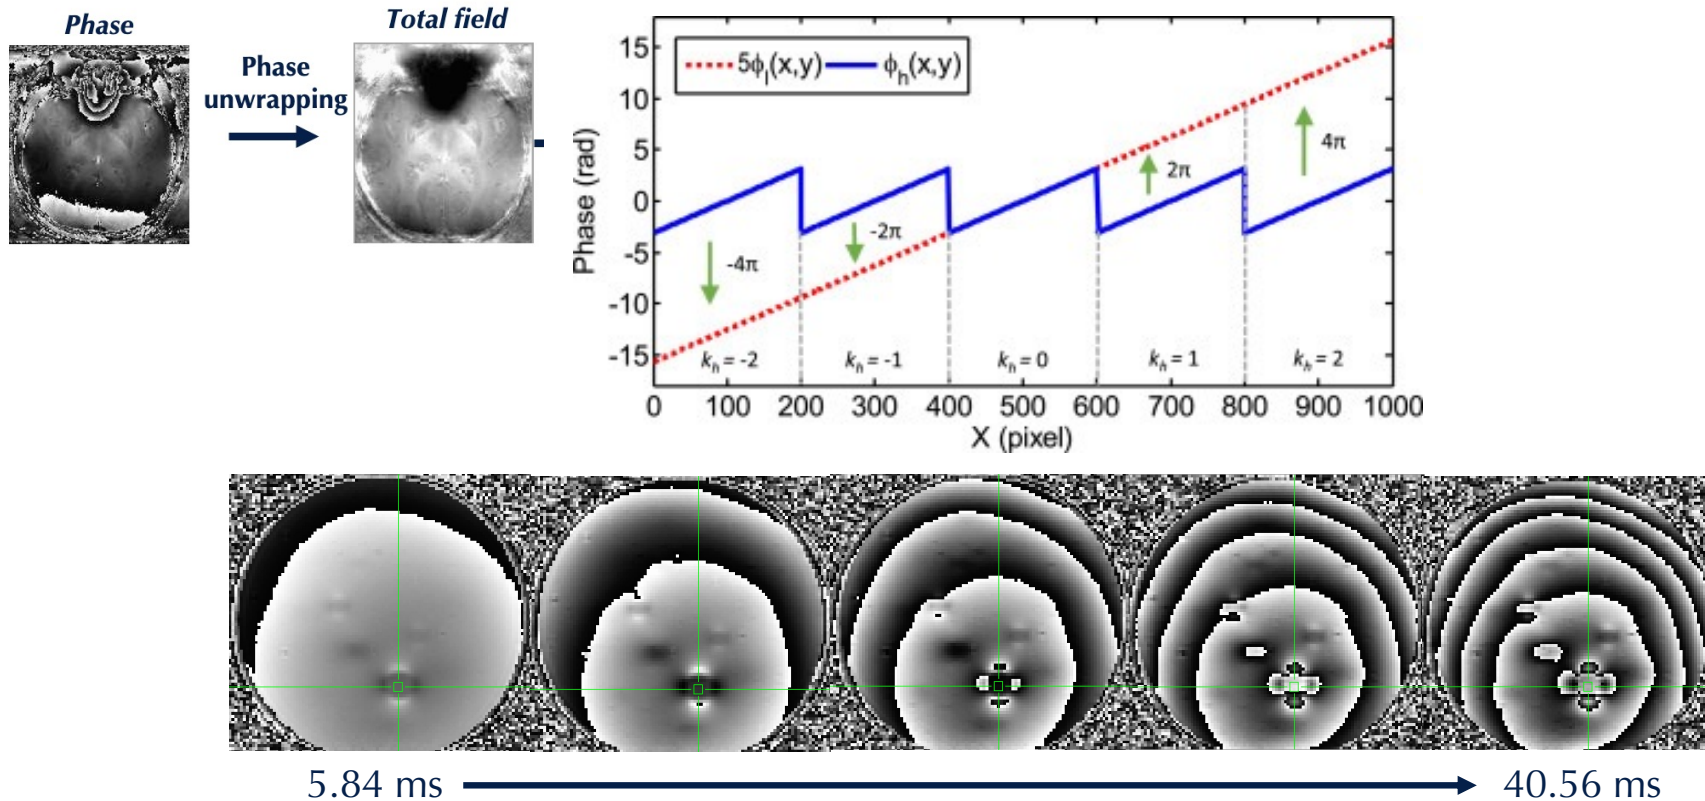 Phase
Total field
Phase
unwrapping
5ϕl(x,y) ϕh(x,y)
Phase (rad)
15
10
5
0
-5
-10
-15
-4π
-2π
2π
4π
kh = -2
kh = -1
kh = 0
kh = 1
kh = 2
0 100 200 300 400 500 600 700 800 900 1000
X (pixel)
5.84 ms
40.56 ms